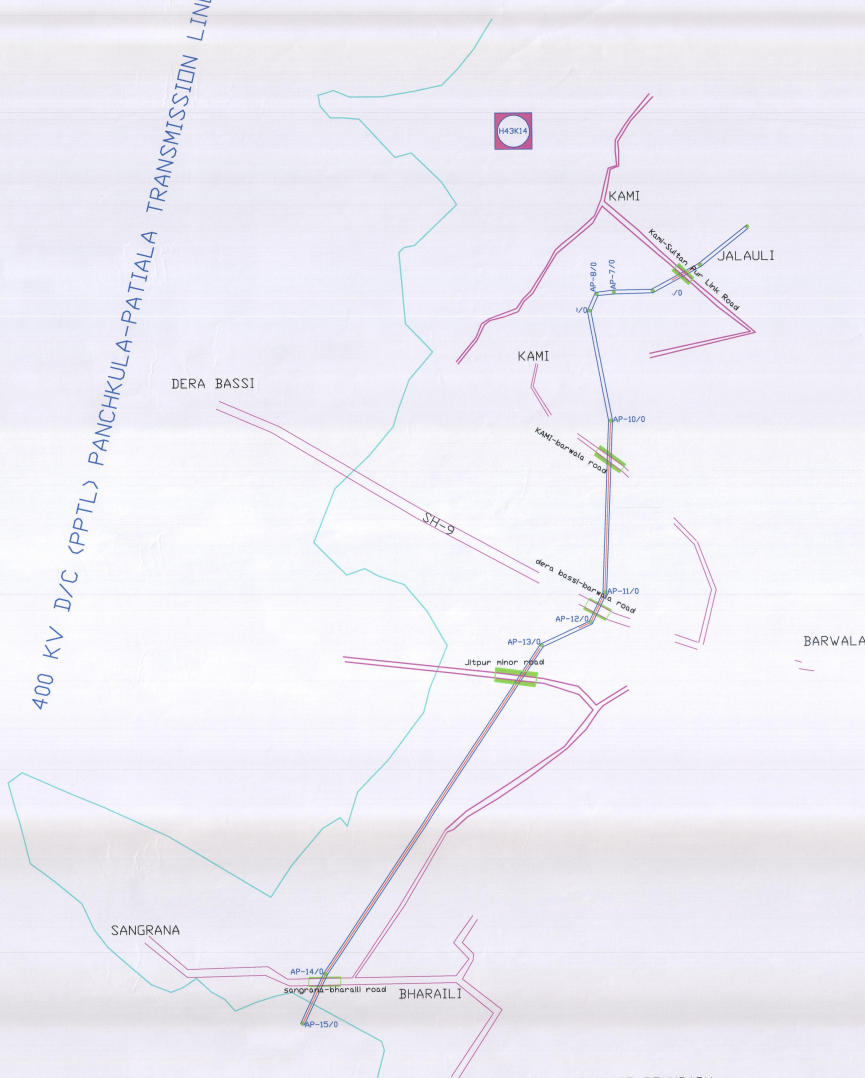 400 KV D/C (PPTL) PANCHKULA-PATIALA TRANSMISSION LINE
H43K14
KAMI
Kami-Sultan Pur Link Road
JALAULI
AP-8/0
AP-7/0
/0
KAMI
DERA BASSI
AP-10/0
KAMI-barwala road
SH-9
dera bassi-barwala road
AP-11/0
AP-12/0
AP-13/0
BARWALA
Jitpur minor road
SANGRANA
AP-14/0
sangrana-bharaili road
BHARAILI
AP-15/0